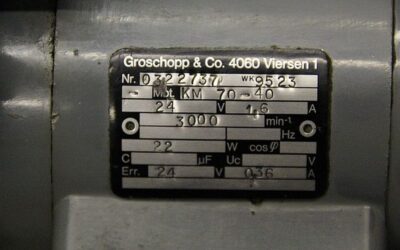 Groschopp & Co. 4060 Viersen 1
Nr. 0322737 WK 9523
- Mot. KM 70-40
24 V 1,6 A
3000 min-1
Hz
22 W cosφ
C µF Uc V
Err. 24 V 0,36 A